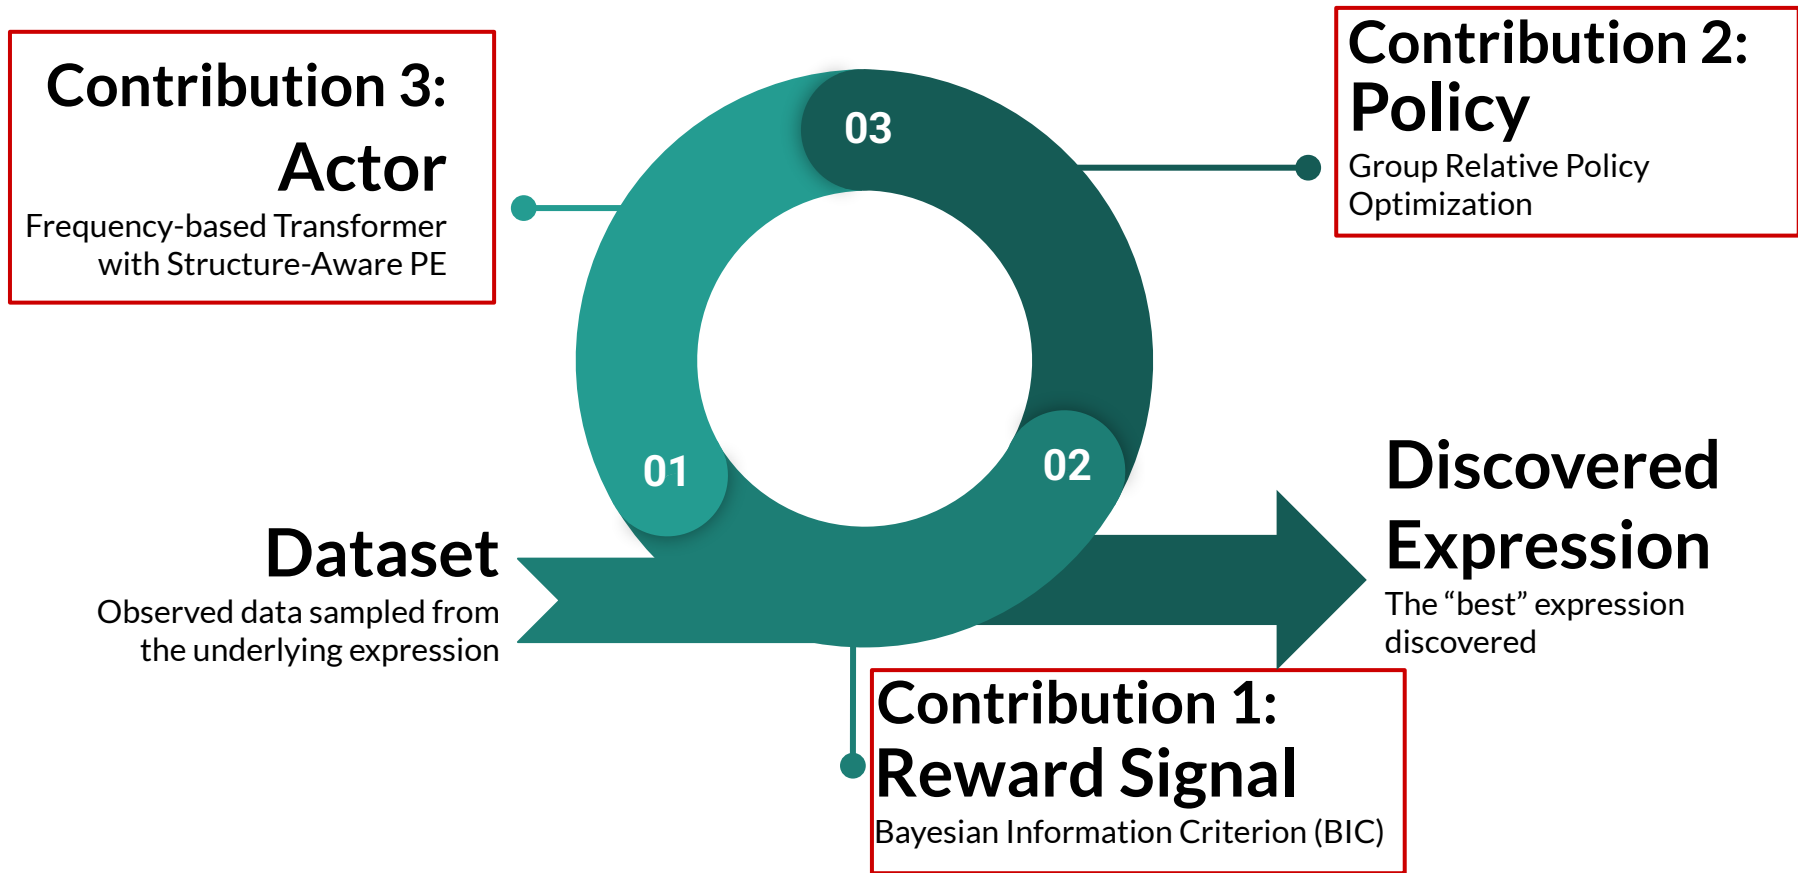 Contribution 3:
Actor
Frequency-based Transformer
with Structure-Aware PE
03
Contribution 2:
Policy
Group Relative Policy
Optimization
01
02
Dataset
Observed data sampled from
the underlying expression
Discovered
Expression
The “best” expression
discovered
Contribution 1:
Reward Signal
Bayesian Information Criterion (BIC)